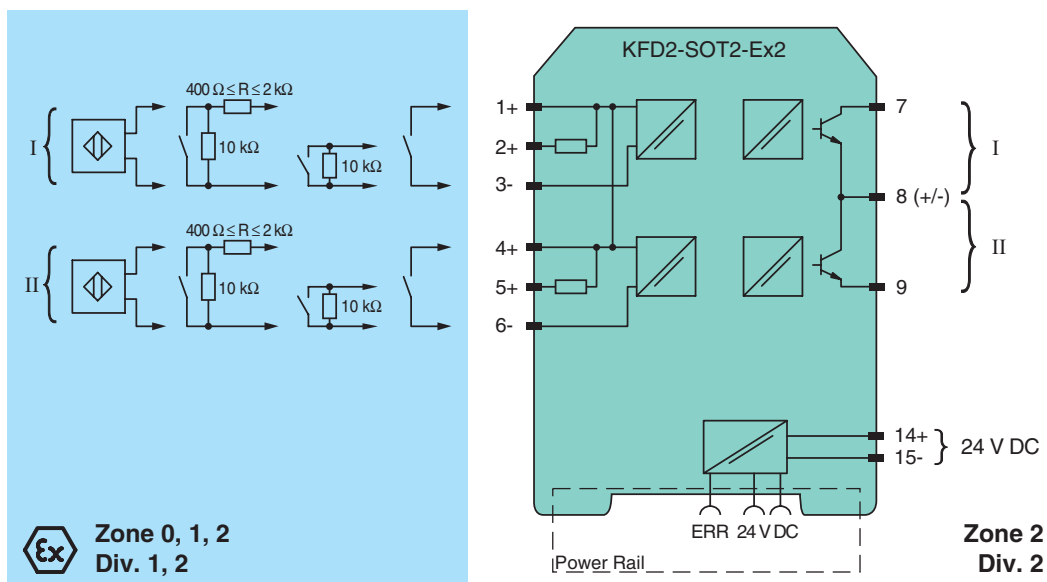 KFD2-SOT2-Ex2
400 Ω ≤ R ≤ 2 kΩ
I
10 kΩ
10 kΩ
400 Ω ≤ R ≤ 2 kΩ
II
10 kΩ
10 kΩ
1+
2+
3-
4+
5+
6-
7
I
8 (+/-)
II
9
14+
15-
24 V DC
ERR 24 V DC
Power Rail
Ex
Zone 0, 1, 2
Div. 1, 2
Zone 2
Div. 2